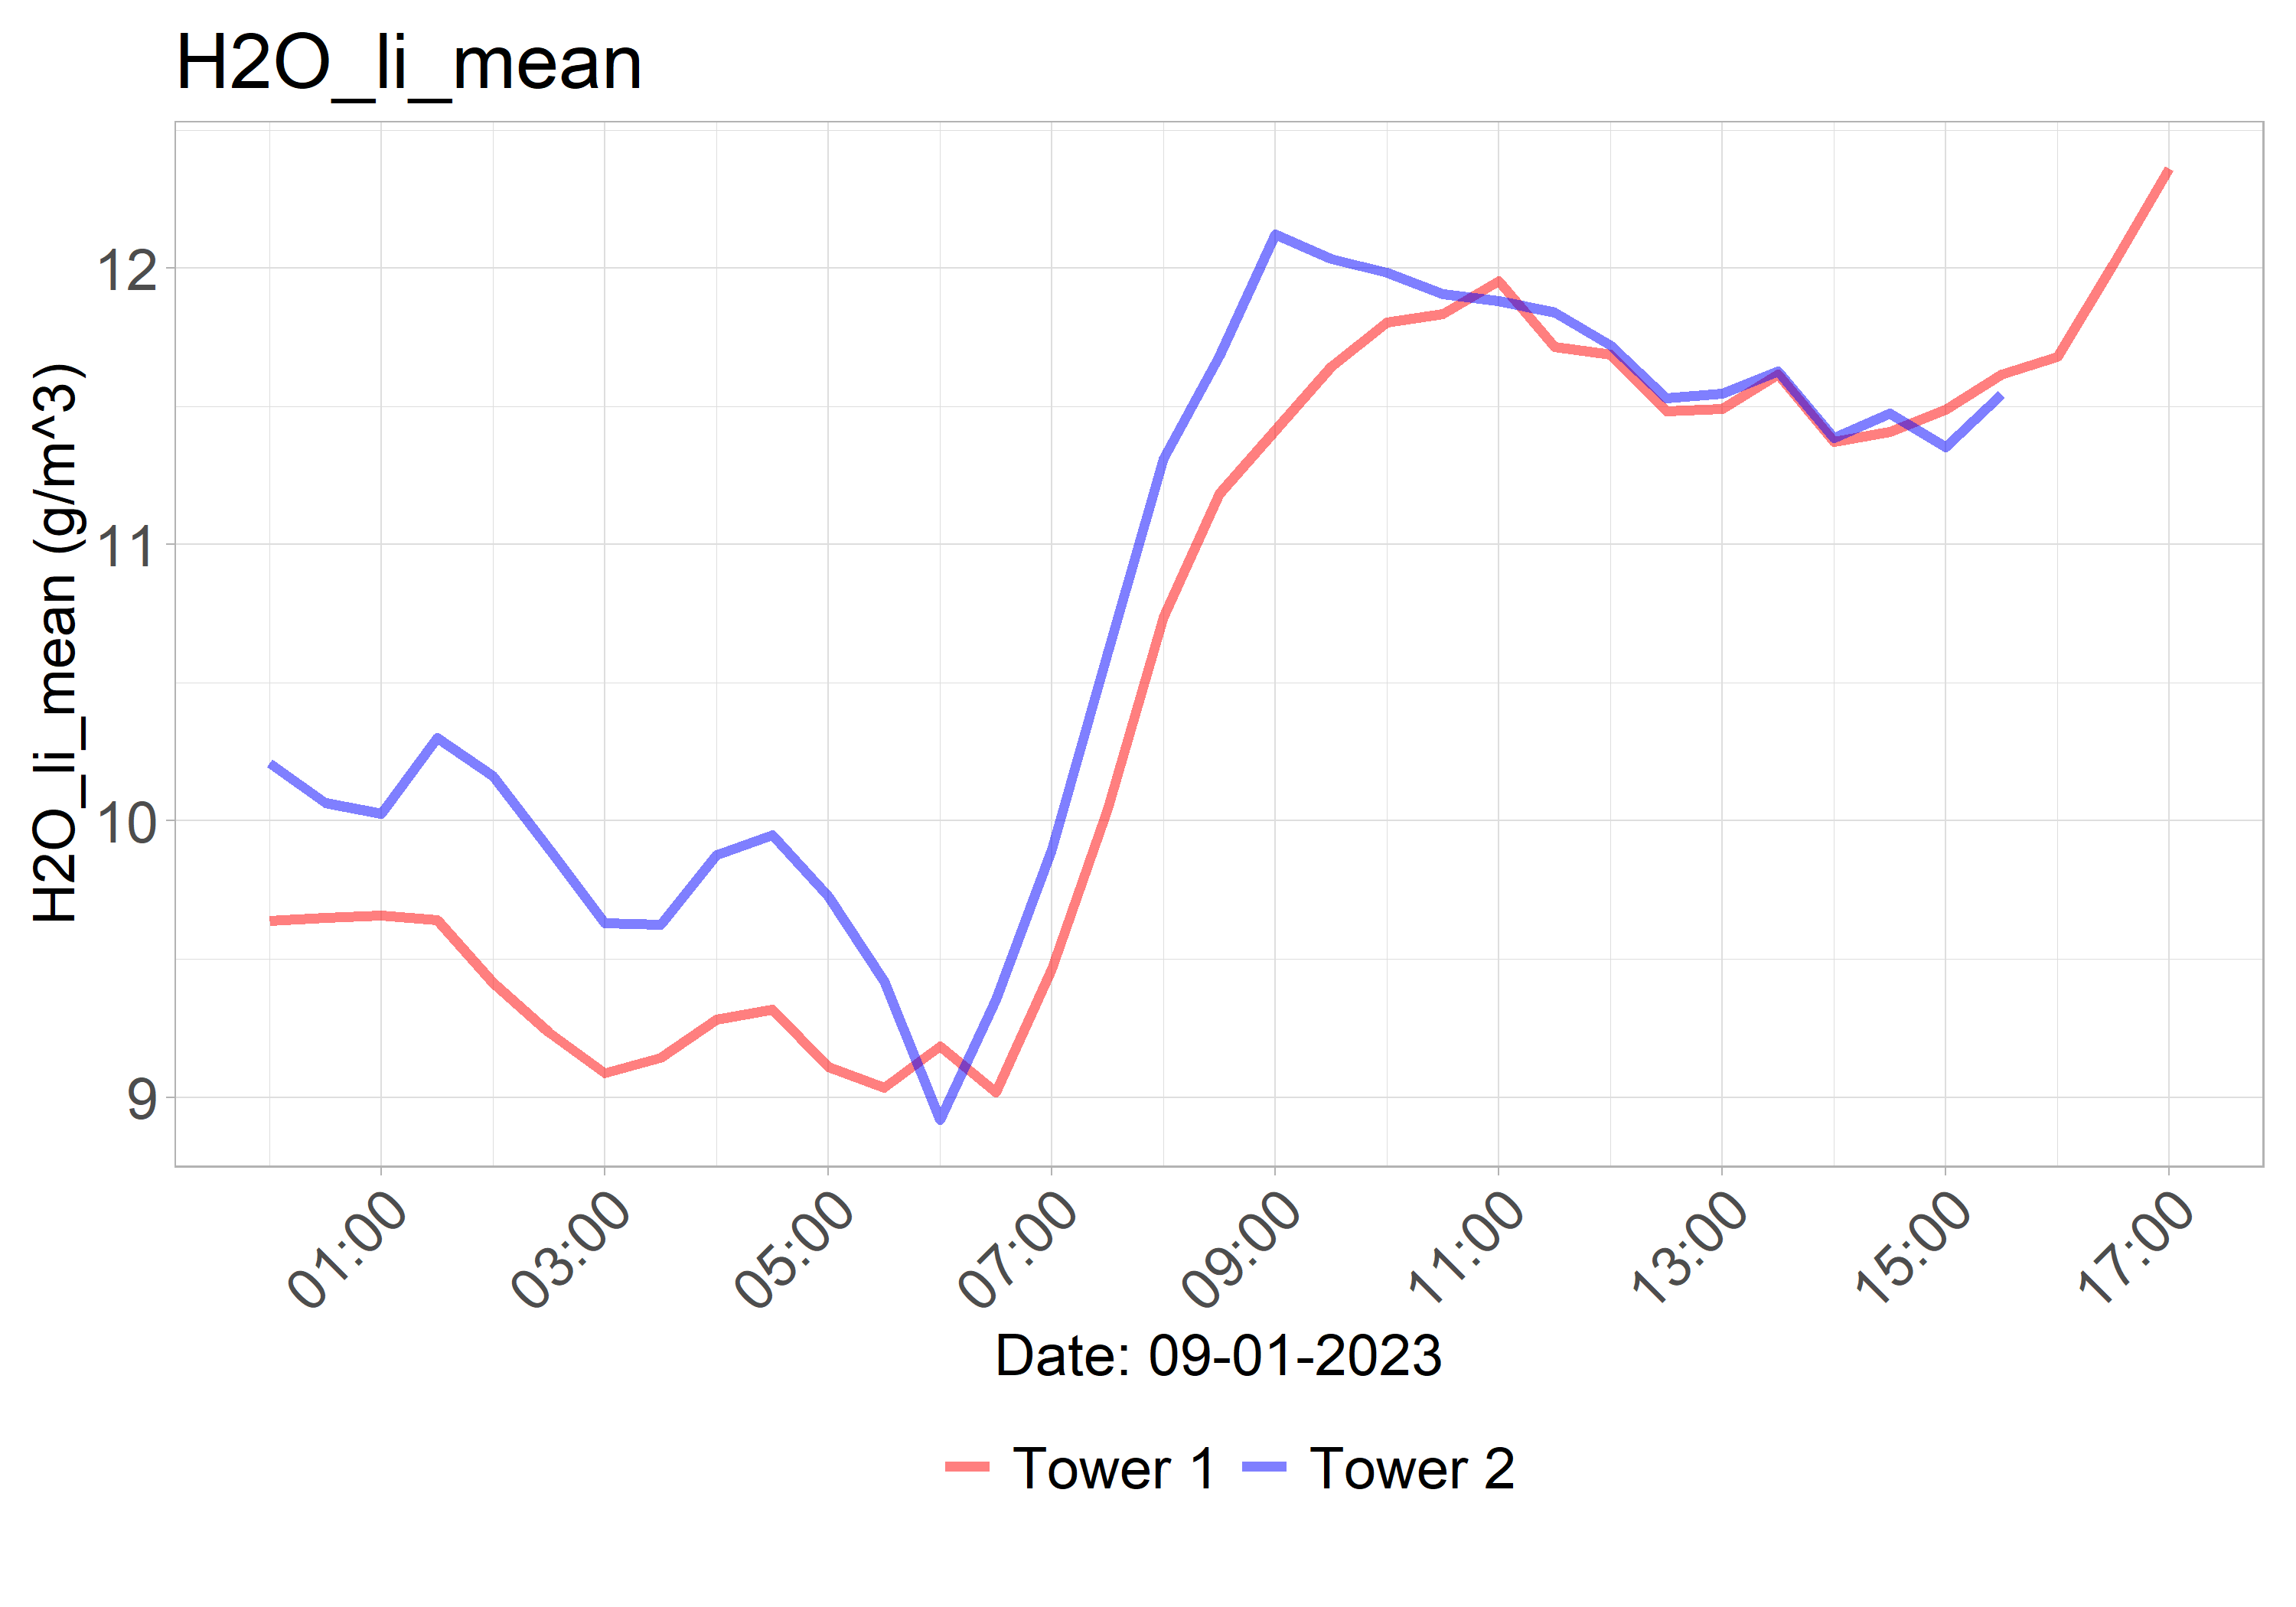 H2O_li_mean
H2O_li_mean (g/m^3)
12
11
10
9
01:00 03:00 05:00 07:00 09:00 11:00 13:00 15:00 17:00
Date: 09-01-2023
Tower 1 Tower 2